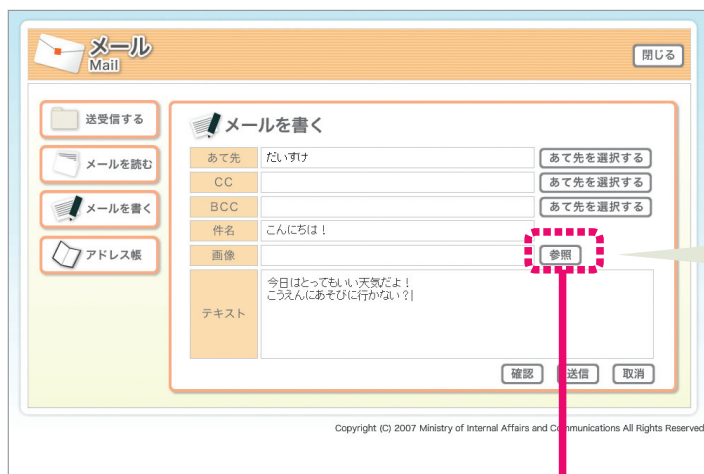 メール
Mail
閉じる
送受信する
メールを読む
メールを書く
アドレス帳
メールを書く
あて先 だいすけ あて先を選択する
CC あて先を選択する
BCC あて先を選択する
件名 こんにちは！
画像 参照
テキスト
今日はとってもいい天気だよ！
こうえんにあそびに行かない？
確認 送信 取消
Copyright (C) 2007 Ministry of Internal Affairs and Communications All Rights Reserved